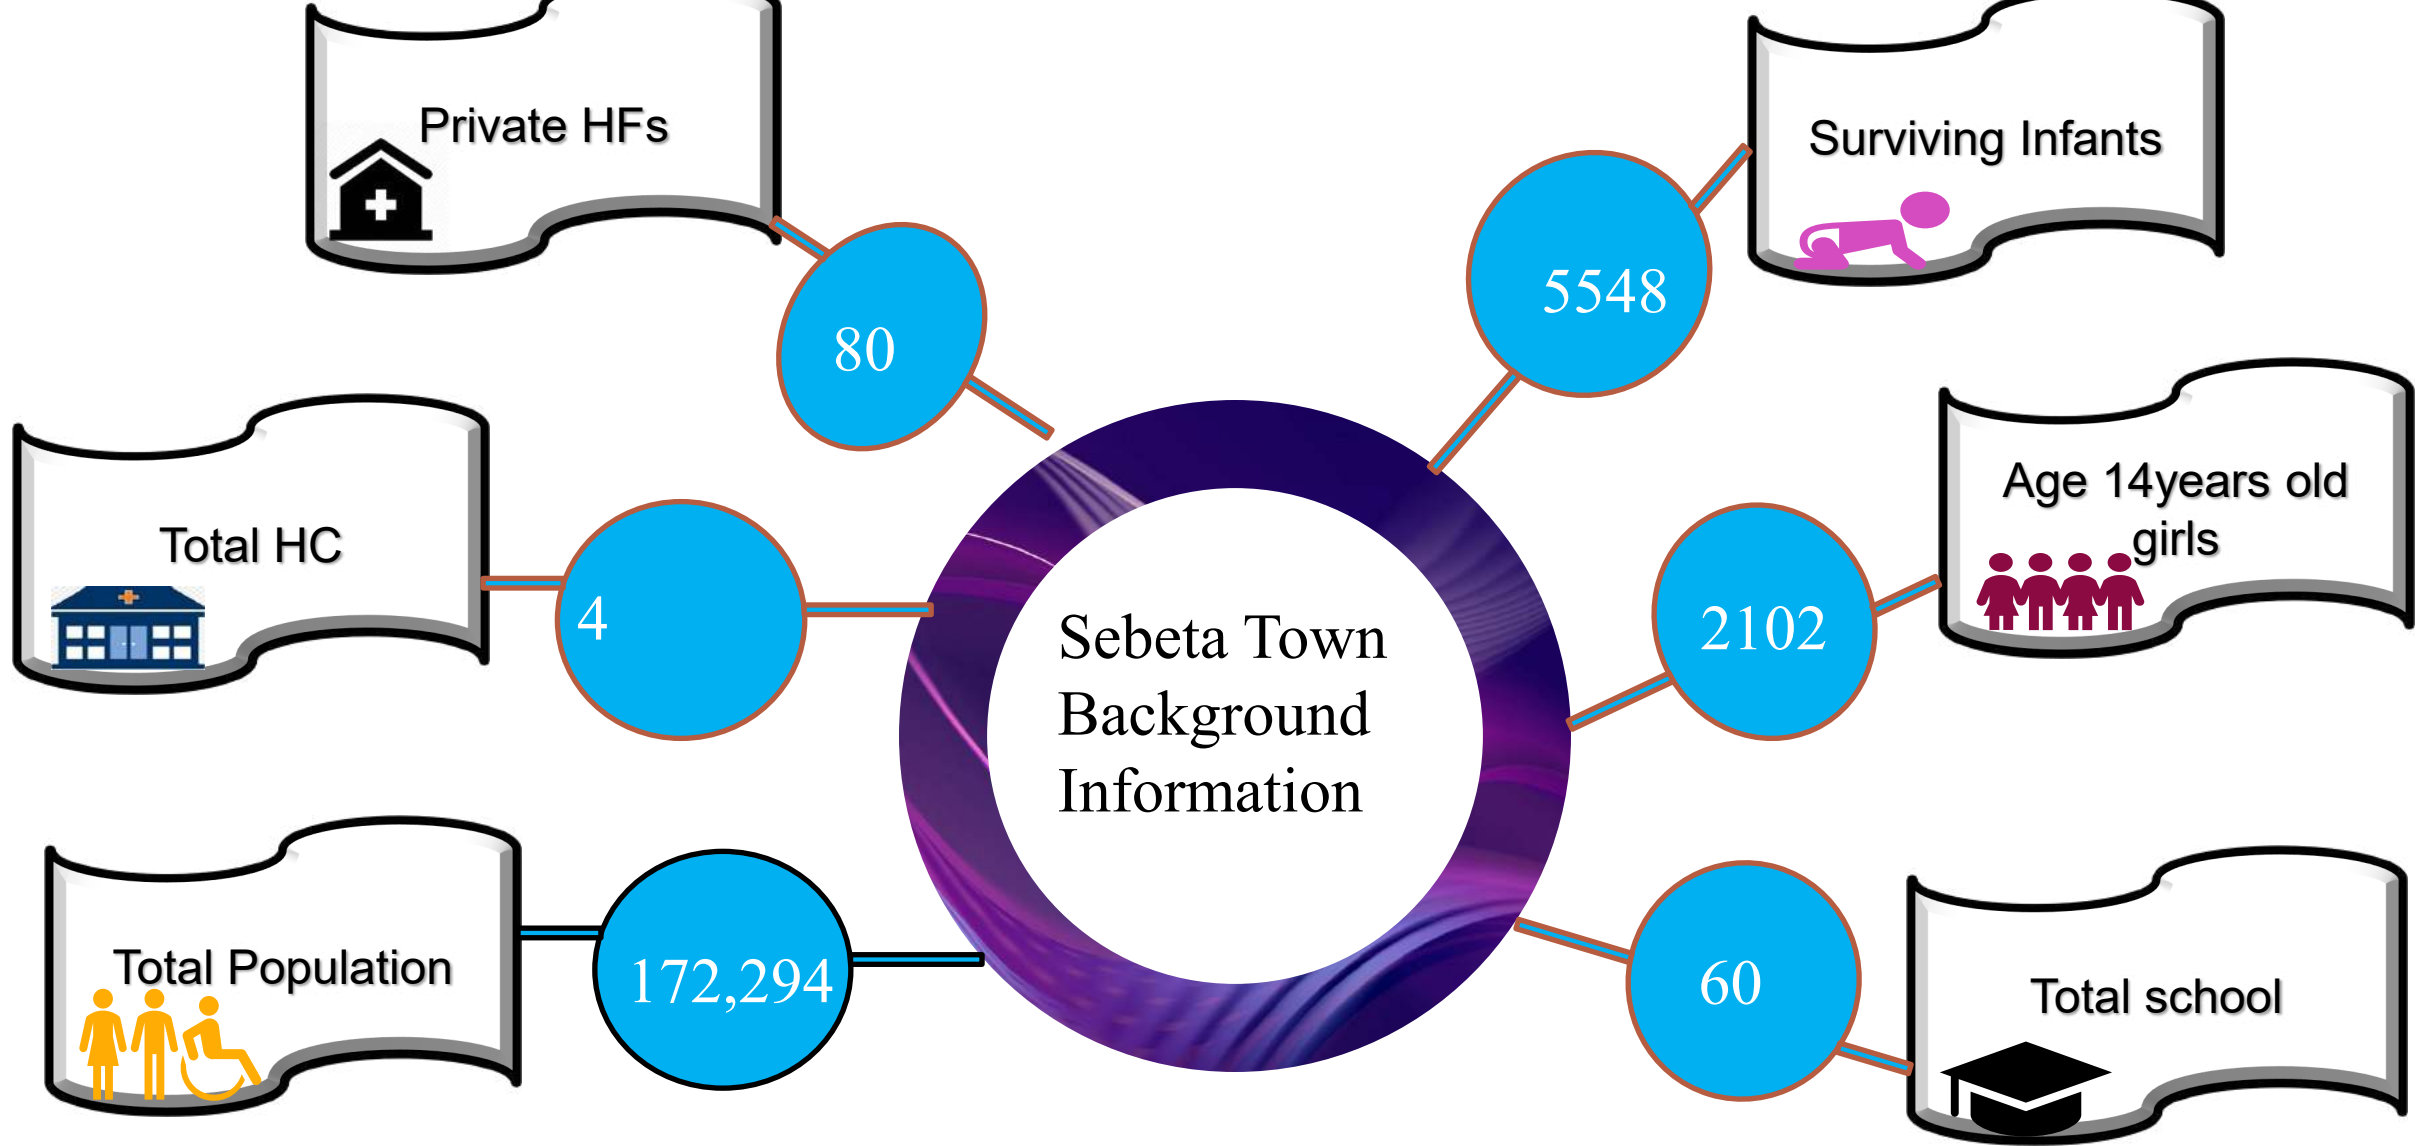 Private HFs
80
Surviving Infants
5548
Total HC
4
Age 14years old
girls
2102
Sebeta Town
Background
Information
Total Population
172,294
Total school
60